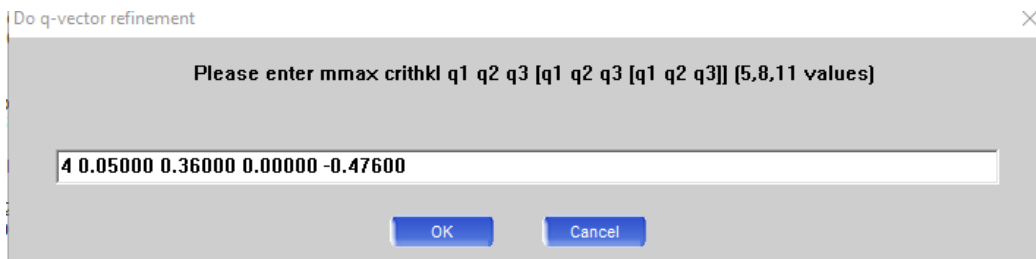 Do q-vector refinement
Please enter mmax crithkl q1 q2 q3 [q1 q2 q3 [q1 q2 q3]] (5,8,11 values)
4 0.05000 0.36000 0.00000 -0.47600
OK Cancel